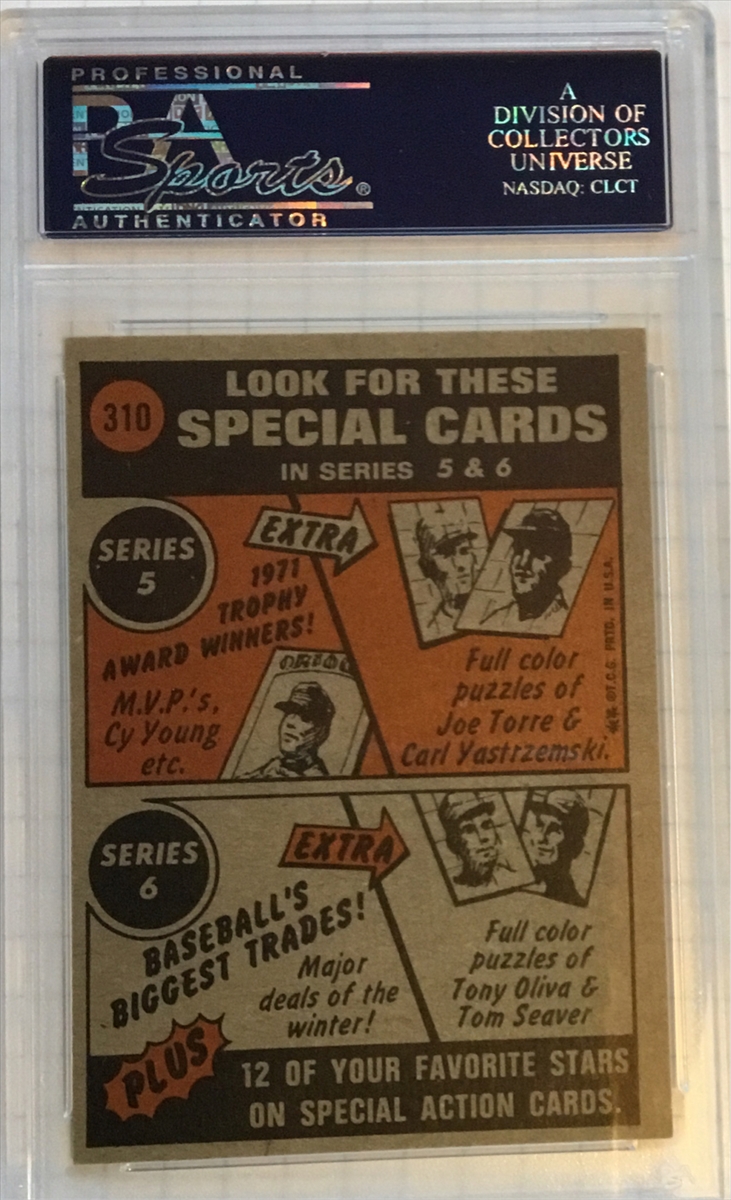 PROFESSIONAL
PSA
Sports®
AUTHENTICATOR
A
DIVISION OF
COLLECTORS
UNIVERSE
NASDAQ: CLCT
310
LOOK FOR THESE
SPECIAL CARDS
IN SERIES 5 & 6
SERIES
5
EXTRA
1971
TROPHY
AWARD WINNERS!
M.V.P.'s,
Cy Young
etc.
Full color
puzzles of
Joe Torre &
Carl Yastrzemski.
©T.C.G. PRTD. IN U.S.A.
SERIES
6
EXTRA
BASEBALL'S
BIGGEST TRADES!
Major
deals of the
winter!
Full color
puzzles of
Tony Oliva &
Tom Seaver
PLUS
12 OF YOUR FAVORITE STARS
ON SPECIAL ACTION CARDS.